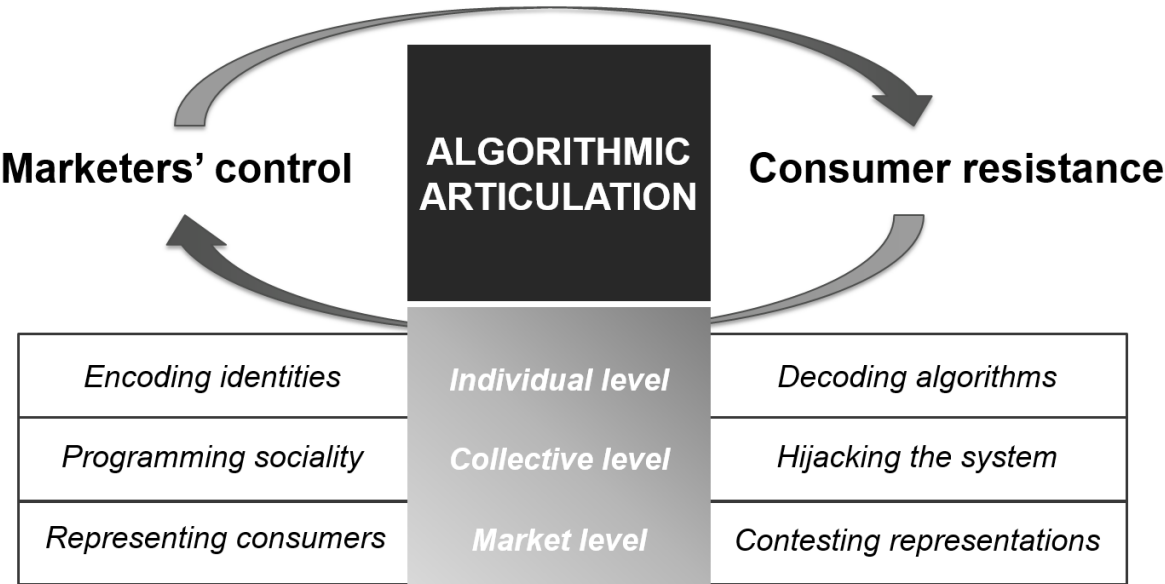 Marketers’ control
ALGORITHMIC
ARTICULATION
Consumer resistance
Encoding identities
Individual level
Decoding algorithms
Programming sociality
Collective level
Hijacking the system
Representing consumers
Market level
Contesting representations